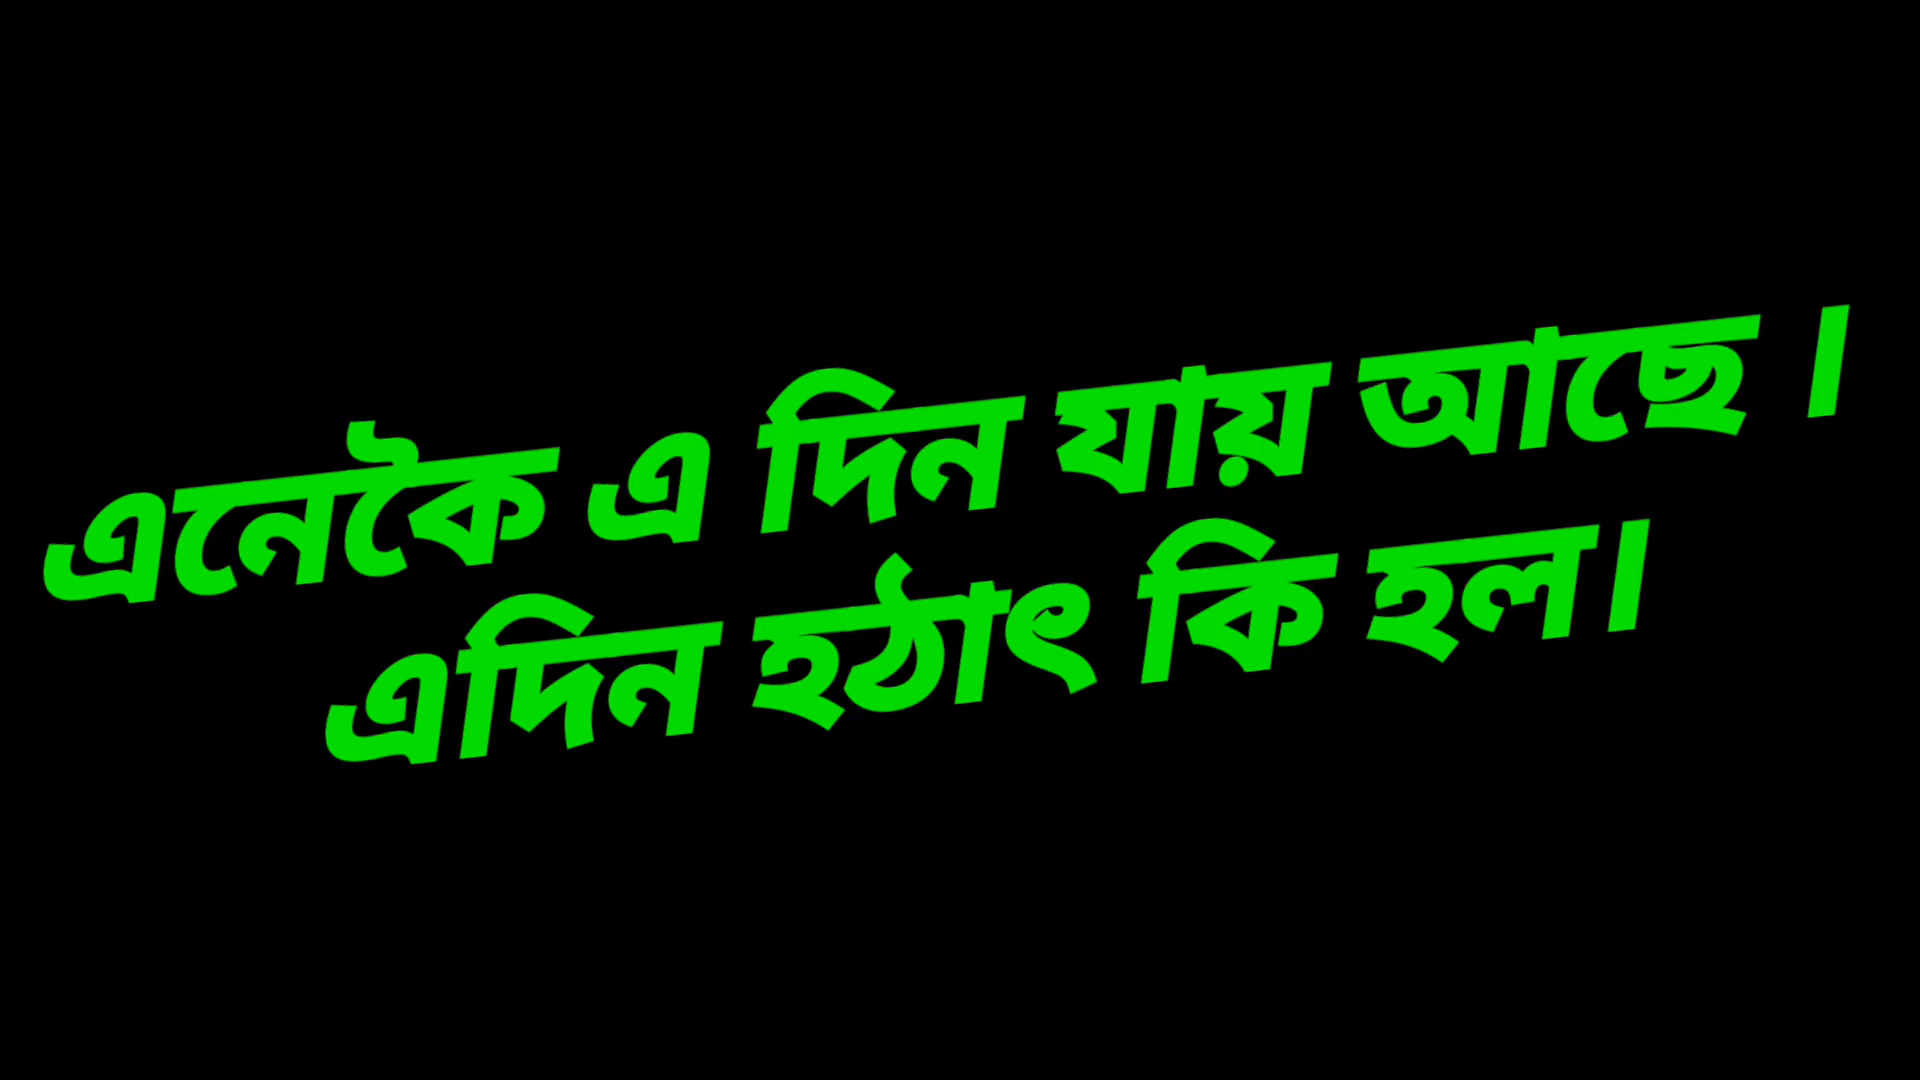 এনেকৈ এ দিন যায় আছে ।
এদিন হঠাৎ কি হল।